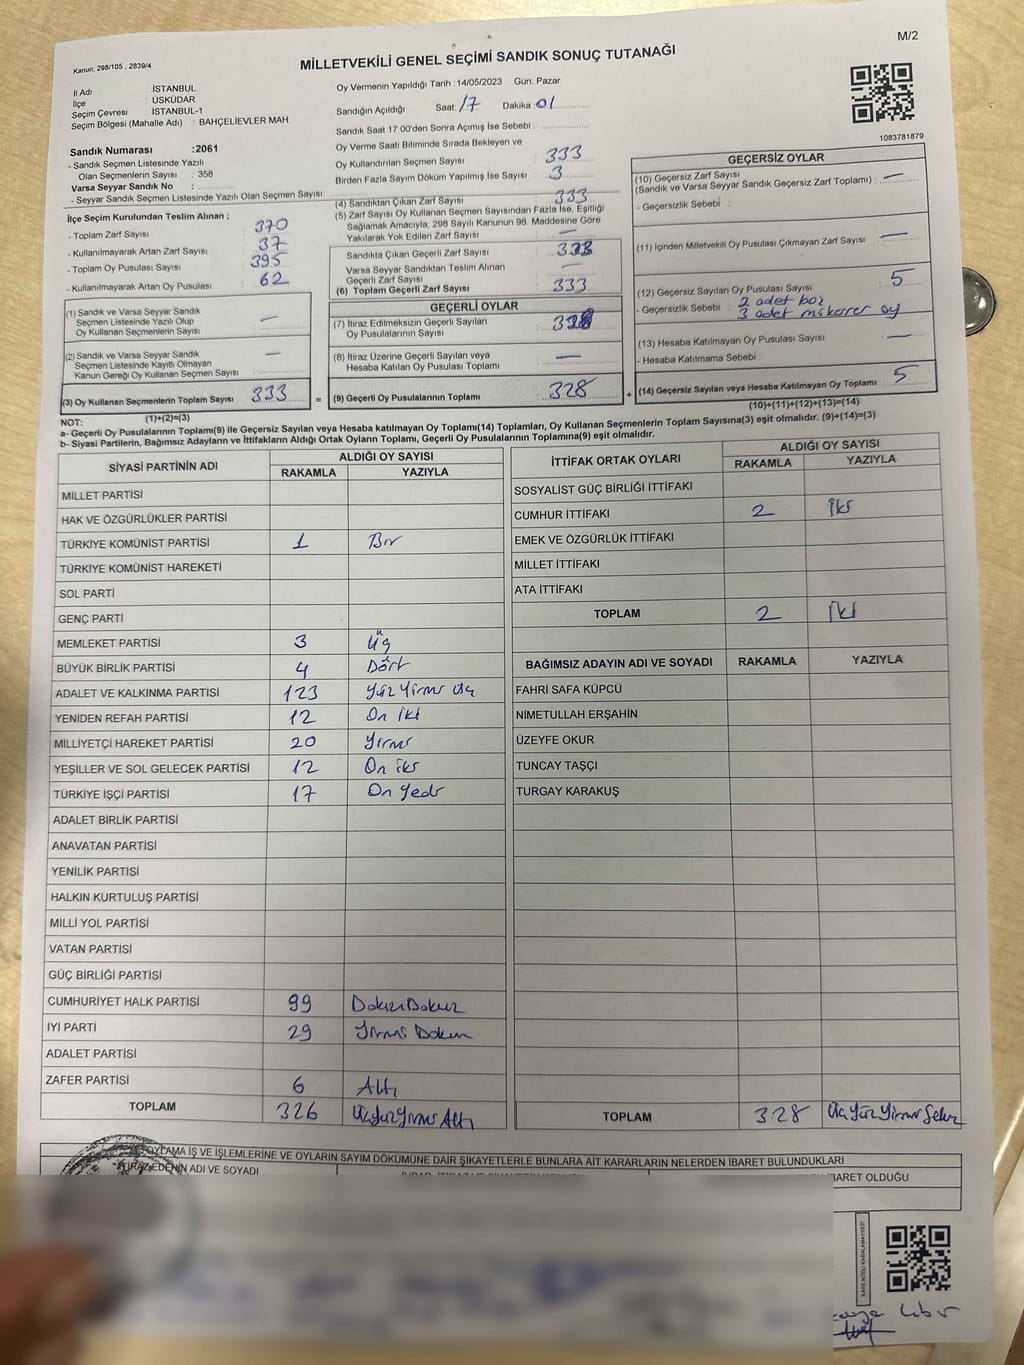 M/2
Kanun: 298/105 , 2839/4
MİLLETVEKİLİ GENEL SEÇİMİ SANDIK SONUÇ TUTANAĞI
İl Adı : İSTANBUL
İlçe : ÜSKÜDAR
Seçim Çevresi : İSTANBUL-1
Seçim Bölgesi (Mahalle Adı) : BAHÇELİEVLER MAH.
Sandık Numarası :2061
- Sandık Seçmen Listesinde Yazılı
Olan Seçmenlerin Sayısı : 358
Varsa Seyyar Sandık No :
- Seyyar Sandık Seçmen Listesinde Yazılı Olan Seçmen Sayısı:
İlçe Seçim Kurulundan Teslim Alınan ;
- Toplam Zarf Sayısı : 370
- Kullanılmayarak Artan Zarf Sayısı : 37
- Toplam Oy Pusulası Sayısı : 395
- Kullanılmayarak Artan Oy Pusulası : 62
(1) Sandık ve Varsa Seyyar Sandık
Seçmen Listesinde Yazılı Olup
Oy Kullanan Seçmenlerin Sayısı : —
(2) Sandık ve Varsa Seyyar Sandık
Seçmen Listesinde Kayıtlı Olmayan
Kanun Gereği Oy Kullanan Seçmen Sayısı : —
(3) Oy Kullanan Seçmenlerin Toplam Sayısı : 333
(1)+(2)=(3)
Oy Vermenin Yapıldığı Tarih : 14/05/2023 Gün: Pazar
Sandığın Açıldığı Saat: 17 Dakika : 01
Sandık Saat 17:00'den Sonra Açılmış İse Sebebi :
Oy Verme Saati Bitiminde Sırada Bekleyen ve
Oy Kullandırılan Seçmen Sayısı : 333
Birden Fazla Sayım Döküm Yapılmış İse Sayısı : 3
(4) Sandıktan Çıkan Zarf Sayısı : 333
(5) Zarf Sayısı Oy Kullanan Seçmen Sayısından Fazla İse, Eşitliği
Sağlamak Amacıyla, 298 Sayılı Kanunun 98. Maddesine Göre
Yakılarak Yok Edilen Zarf Sayısı : —
Sandıkta Çıkan Geçerli Zarf Sayısı : 333
Varsa Seyyar Sandıktan Teslim Alınan
Geçerli Zarf Sayısı : —
(6) Toplam Geçerli Zarf Sayısı : 333
GEÇERLİ OYLAR
(7) İtiraz Edilmeksizin Geçerli Sayılan
Oy Pusulalarının Sayısı : 328
(8) İtiraz Üzerine Geçerli Sayılan veya
Hesaba Katılan Oy Pusulası Toplamı : —
= (9) Geçerli Oy Pusulalarının Toplamı : 328
1083781879
GEÇERSİZ OYLAR
(10) Geçersiz Zarf Sayısı
(Sandık ve Varsa Seyyar Sandık Geçersiz Zarf Toplamı) : —
- Geçersizlik Sebebi :
(11) İçinden Milletvekili Oy Pusulası Çıkmayan Zarf Sayısı : —
(12) Geçersiz Sayılan Oy Pusulası Sayısı : 5
- Geçersizlik Sebebi : 2 adet boz
3 adet mükerrer oy
(13) Hesaba Katılmayan Oy Pusulası Sayısı : —
- Hesaba Katılmama Sebebi :
+ (14) Geçersiz Sayılan veya Hesaba Katılmayan Oy Toplamı : 5
(10)+(11)+(12)+(13)=(14)
NOT:
a- Geçerli Oy Pusulalarının Toplamı(9) ile Geçersiz Sayılan veya Hesaba katılmayan Oy Toplamı(14) Toplamları, Oy Kullanan Seçmenlerin Toplam Sayısına(3) eşit olmalıdır. (9)+(14)=(3)
b- Siyasi Partilerin, Bağımsız Adayların ve İttifakların Aldığı Ortak Oyların Toplamı, Geçerli Oy Pusulalarının Toplamına(9) eşit olmalıdır.
SİYASİ PARTİNİN ADI ALDIĞI OY SAYISI
RAKAMLA YAZIYLA
MİLLET PARTİSİ
HAK VE ÖZGÜRLÜKLER PARTİSİ
TÜRKİYE KOMÜNİST PARTİSİ 1 Bir
TÜRKİYE KOMÜNİST HAREKETİ
SOL PARTİ
GENÇ PARTİ
MEMLEKET PARTİSİ 3 Üç
BÜYÜK BİRLİK PARTİSİ 4 Dört
ADALET VE KALKINMA PARTİSİ 123 Yüz Yirmi Üç
YENİDEN REFAH PARTİSİ 12 On iki
MİLLİYETÇİ HAREKET PARTİSİ 20 Yirmi
YEŞİLLER VE SOL GELECEK PARTİSİ 12 On iki
TÜRKİYE İŞÇİ PARTİSİ 17 On Yedi
ADALET BİRLİK PARTİSİ
ANAVATAN PARTİSİ
YENİLİK PARTİSİ
HALKIN KURTULUŞ PARTİSİ
MİLLİ YOL PARTİSİ
VATAN PARTİSİ
GÜÇ BİRLİĞİ PARTİSİ
CUMHURİYET HALK PARTİSİ 99 DoksanDokuz
İYİ PARTİ 29 Yirmi Dokuz
ADALET PARTİSİ
ZAFER PARTİSİ 6 Altı
TOPLAM 326 ÜçYüzYirmi Altı
İTTİFAK ORTAK OYLARI ALDIĞI OY SAYISI
RAKAMLA YAZIYLA
SOSYALİST GÜÇ BİRLİĞİ İTTİFAKI
CUMHUR İTTİFAKI 2 İki
EMEK VE ÖZGÜRLÜK İTTİFAKI
MİLLET İTTİFAKI
ATA İTTİFAKI
TOPLAM 2 İki
BAĞIMSIZ ADAYIN ADI VE SOYADI RAKAMLA YAZIYLA
FAHRİ SAFA KÜPCÜ
NİMETULLAH ERŞAHİN
ÜZEYFE OKUR
TUNCAY TAŞÇI
TURGAY KARAKUŞ
TOPLAM 328 ÜçYüzYirmi Sekiz
OYLAMA İŞ VE İŞLEMLERİNE VE OYLARIN SAYIM DÖKÜMÜNE DAİR ŞİKAYETLERLE BUNLARA AİT KARARLARIN NELERDEN İBARET BULUNDUKLARI
İTİRAZ EDENİN ADI VE SOYADI
İBARET OLDUĞU
KARE KODU KARALAMAYINIZ!